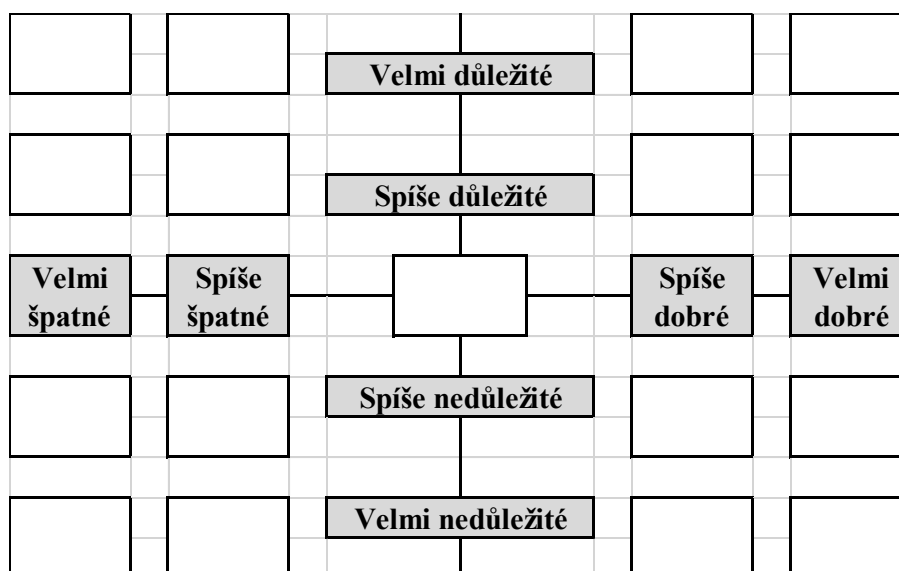 Velmi důležité
Spíše důležité
Velmi
špatné
Spíše
špatné
Spíše
dobré
Velmi
dobré
Spíše nedůležité
Velmi nedůležité